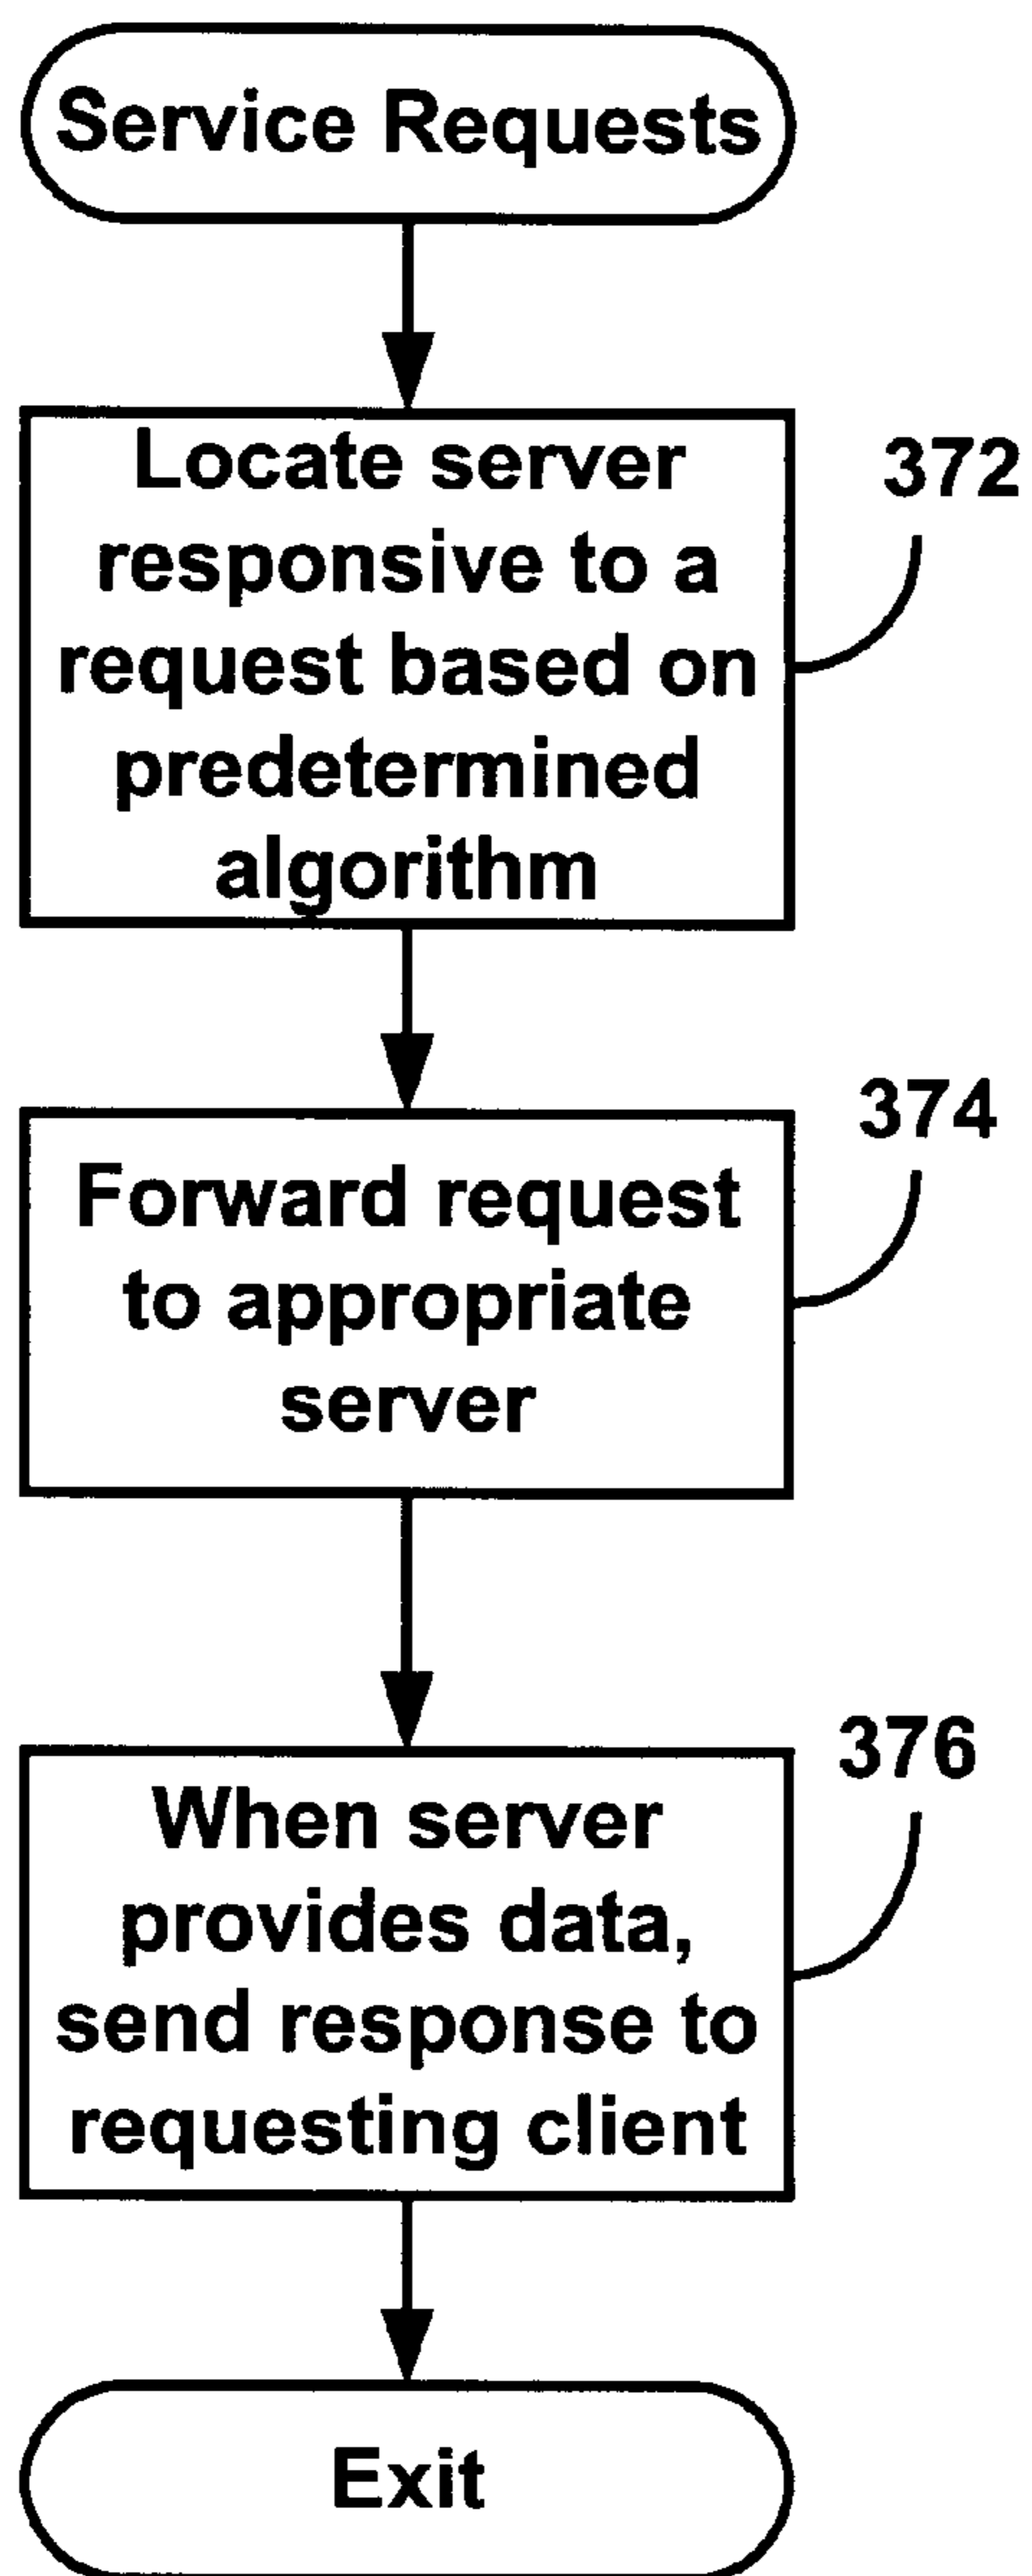 Service Requests
Locate server
responsive to a
request based on
predetermined
algorithm
372
Forward request
to appropriate
server
374
When server
provides data,
send response to
requesting client
376
Exit